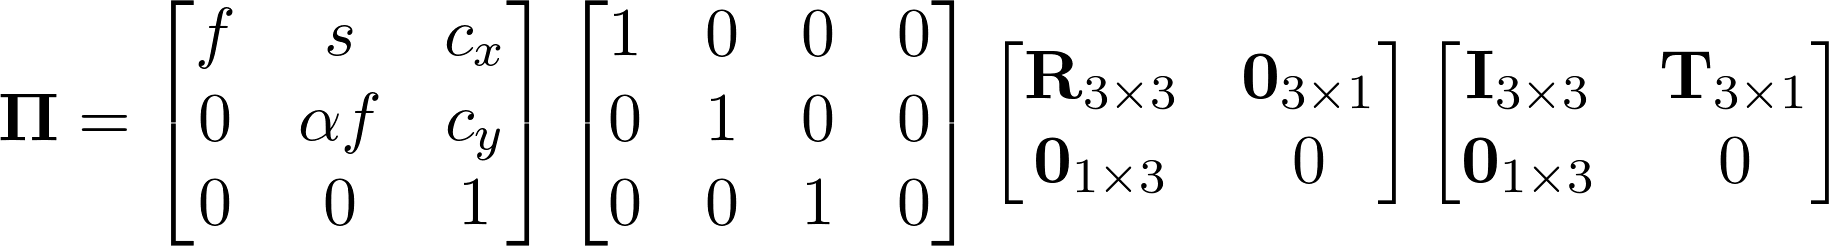 𝚷 = [f s c_x; 0 αf c_y; 0 0 1] [1 0 0 0; 0 1 0 0; 0 0 1 0] [𝐑_{3×3} 𝟎_{3×1}; 𝟎_{1×3} 0] [𝐈_{3×3} 𝐓_{3×1}; 𝟎_{1×3} 0]